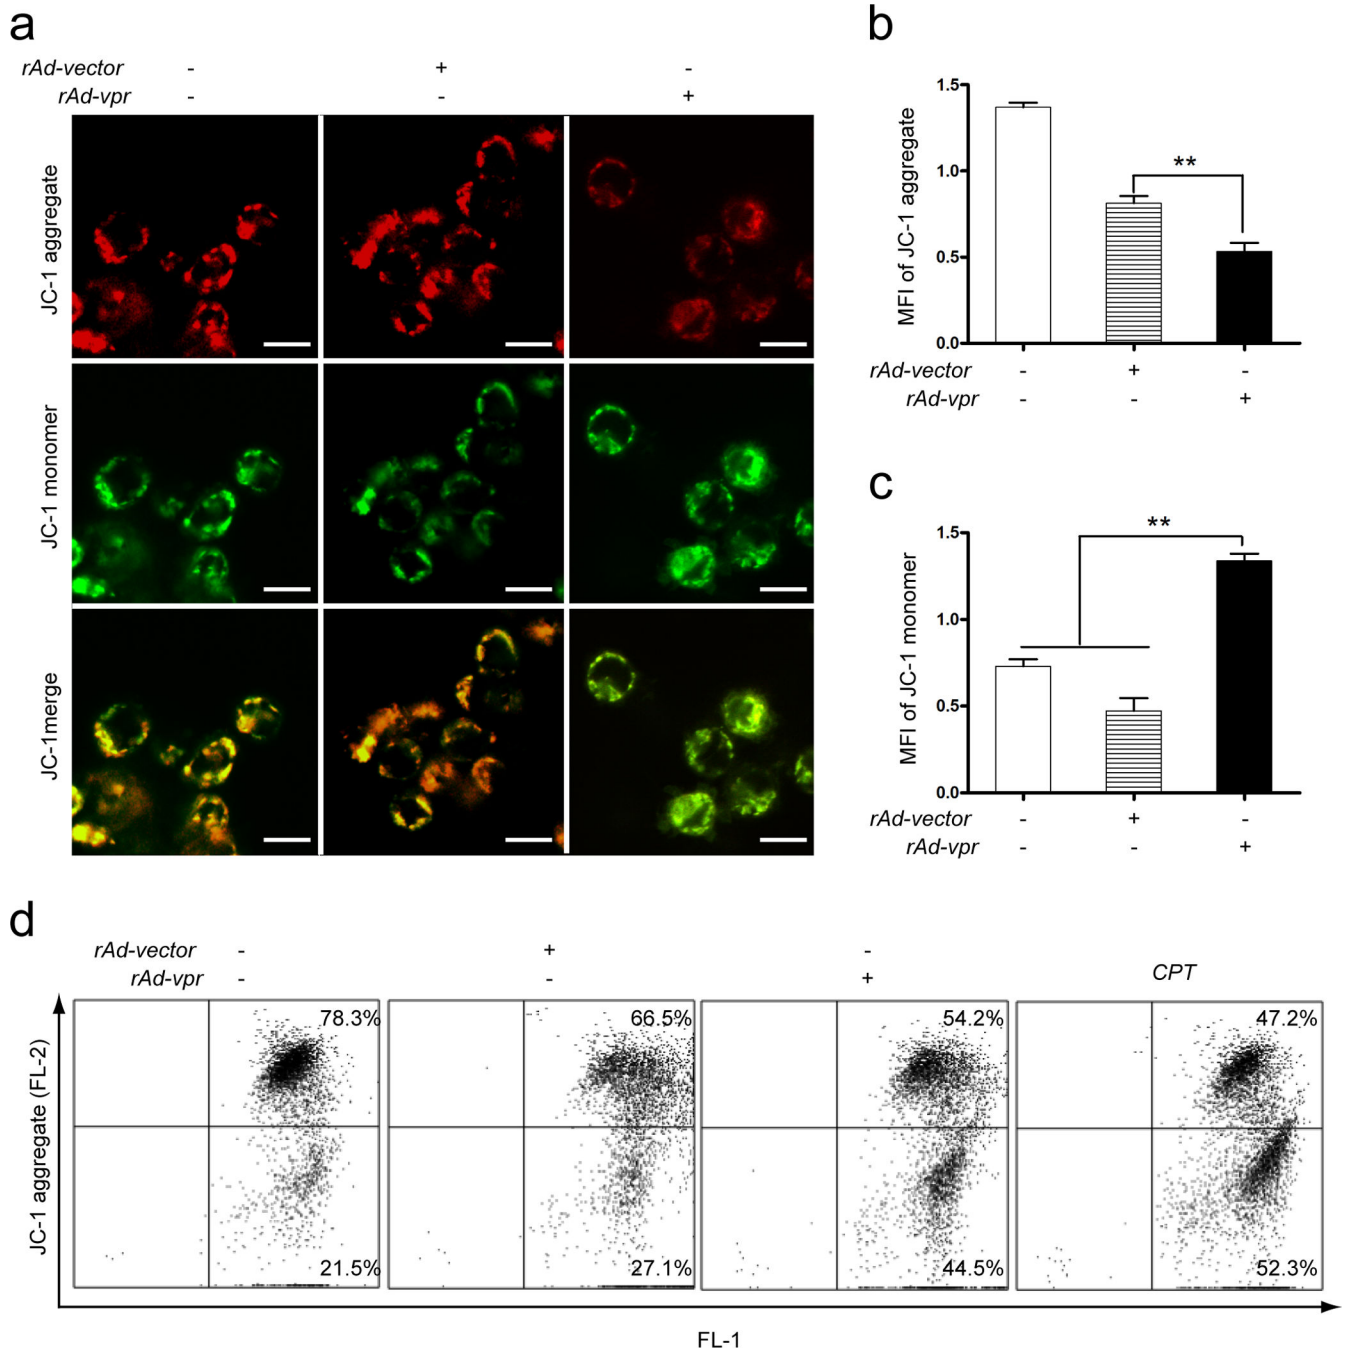 a
rAd-vector - + -
rAd-vpr - - +
JC-1 aggregate
JC-1 monomer
JC-1merge
b
MFI of JC-1 aggregate
1.5
1.0
0.5
0.0
**
rAd-vector - + -
rAd-vpr - - +
c
MFI of JC-1 monomer
1.5
1.0
0.5
0.0
**
rAd-vector - + -
rAd-vpr - - +
d
rAd-vector - + -
rAd-vpr - - +
CPT
JC-1 aggregate (FL-2)
78.3% 66.5% 54.2% 47.2%
21.5% 27.1% 44.5% 52.3%
FL-1